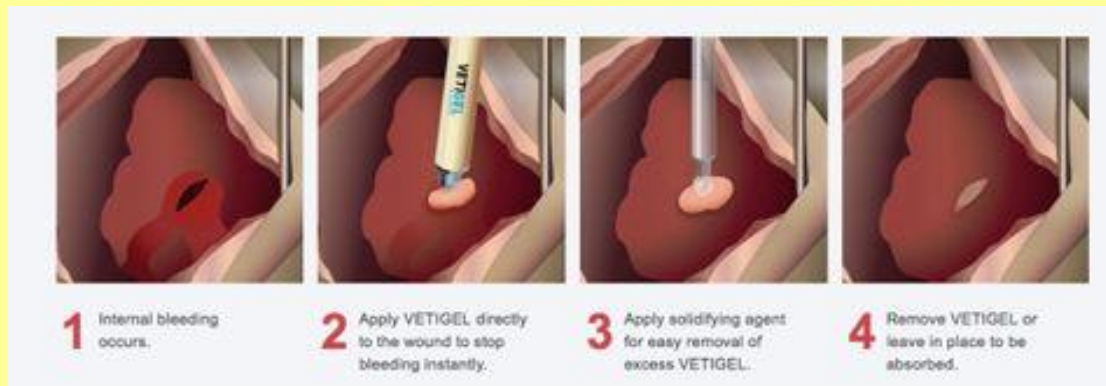 VETIGEL
1
Internal bleeding
occurs.
2
Apply VETIGEL directly
to the wound to stop
bleeding instantly.
3
Apply solidifying agent
for easy removal of
excess VETIGEL.
4
Remove VETIGEL or
leave in place to be
absorbed.